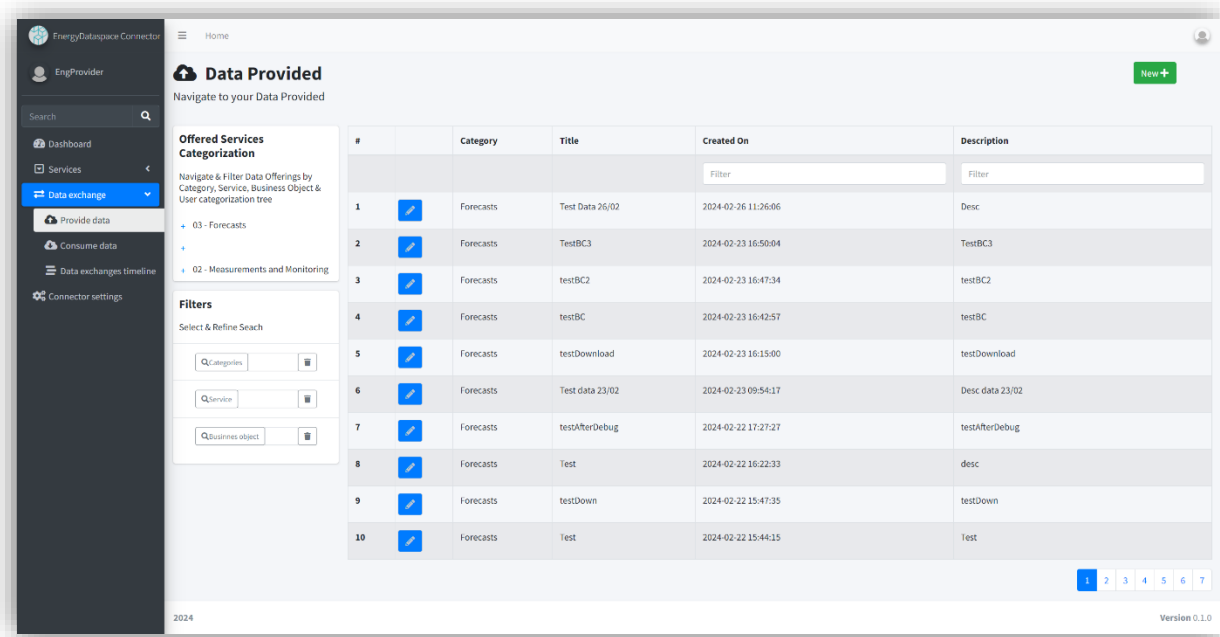 EnergyDataspace Connector
Home
EngProvider
Search
Dashboard
Services
Data exchange
Provide data
Consume data
Data exchanges timeline
Connector settings
Data Provided
Navigate to your Data Provided
New
Offered Services
Categorization
Navigate & Filter Data Offerings by
Category, Service, Business Object &
User categorization tree
+ 03 - Forecasts
+
+ 02 - Measurements and Monitoring
Filters
Select & Refine Seach
Categories
Service
Businnes object
# Category Title Created On Description
Filter Filter
1 Forecasts Test Data 26/02 2024-02-26 11:26:06 Desc
2 Forecasts TestBC3 2024-02-23 16:50:04 TestBC3
3 Forecasts testBC2 2024-02-23 16:47:34 testBC2
4 Forecasts testBC 2024-02-23 16:42:57 testBC
5 Forecasts testDownload 2024-02-23 16:15:00 testDownload
6 Forecasts Test data 23/02 2024-02-23 09:54:17 Desc data 23/02
7 Forecasts testAfterDebug 2024-02-22 17:27:27 testAfterDebug
8 Forecasts Test 2024-02-22 16:22:33 desc
9 Forecasts testDown 2024-02-22 15:47:35 testDown
10 Forecasts Test 2024-02-22 15:44:15 Test
1 2 3 4 5 6 7
2024
Version 0.1.0